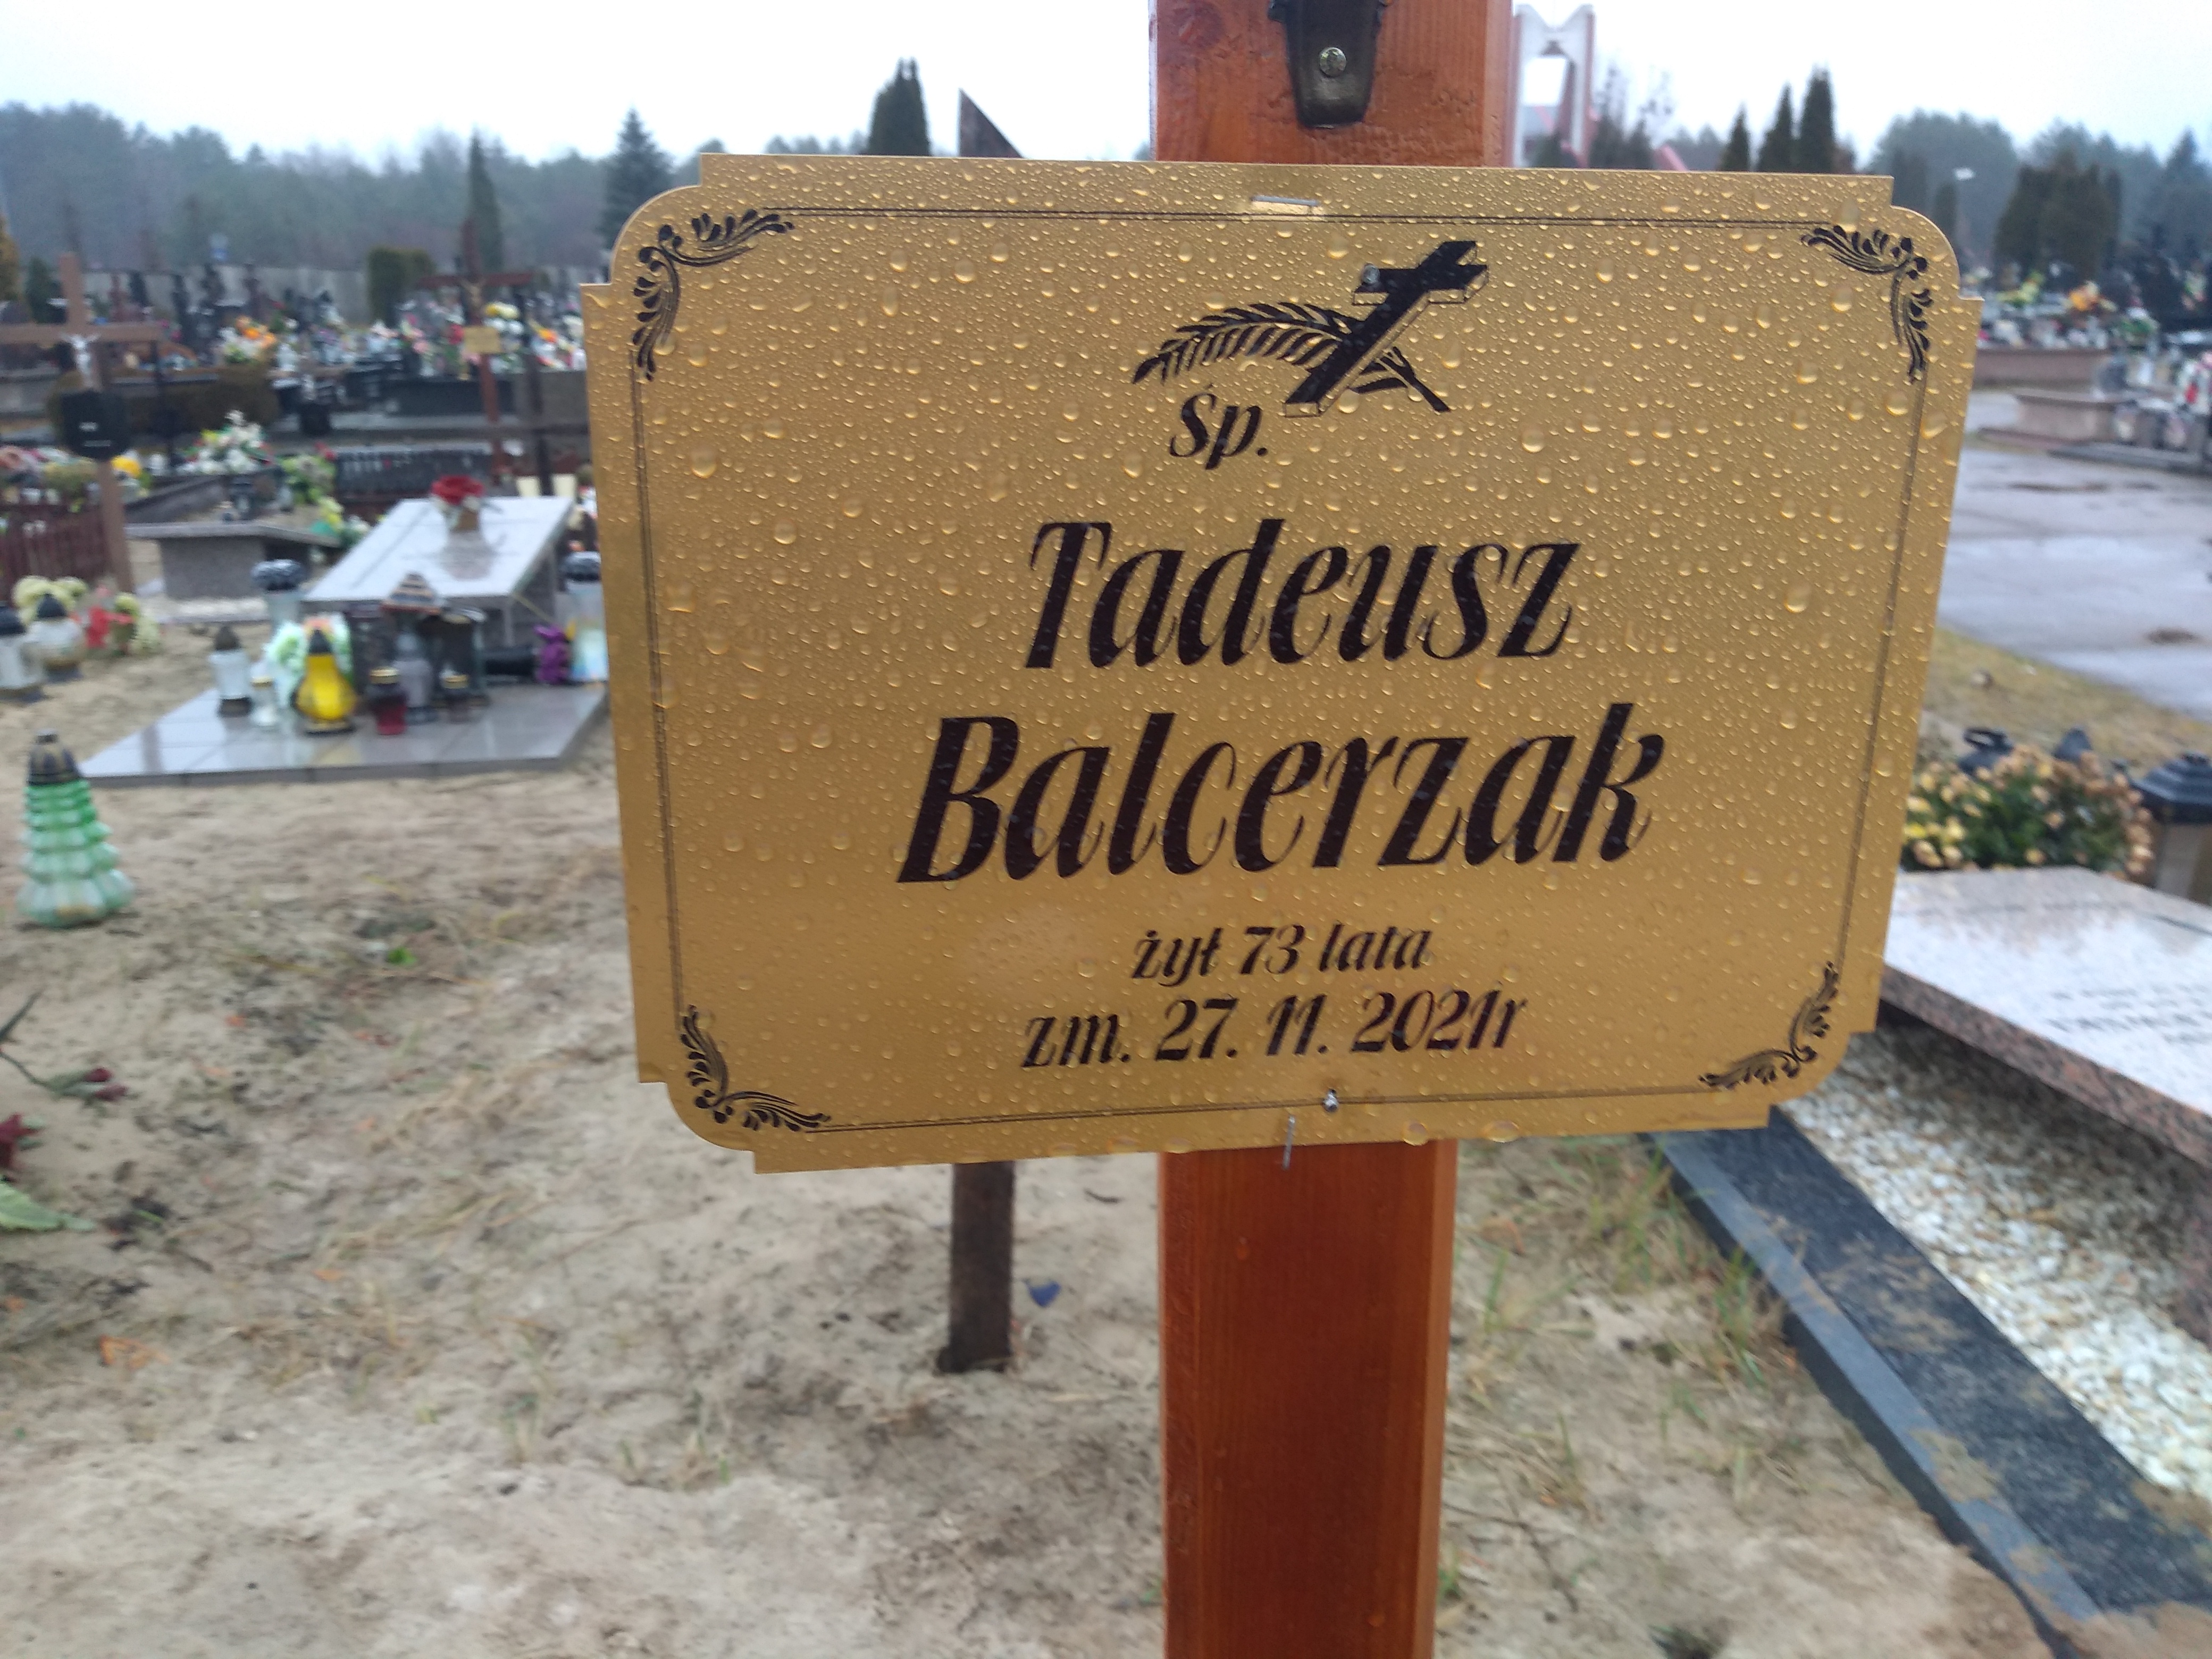 Śp.
Tadeusz
Balcerzak
żył 73 lata
zm. 27. 11. 2021r